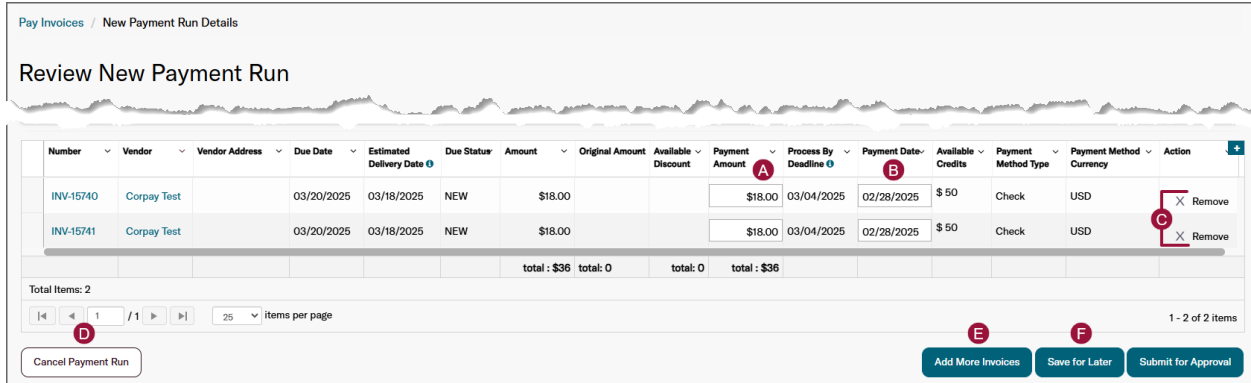 Pay Invoices / New Payment Run Details
Review New Payment Run
Number Vendor Vendor Address Due Date Estimated Delivery Date Due Status Amount Original Amount Available Discount Payment Amount Process By Deadline Payment Date Available Credits Payment Method Type Payment Method Currency Action
A B
INV-15740 Corpay Test 03/20/2025 03/18/2025 NEW $18.00 $18.00 03/04/2025 02/28/2025 $ 50 Check USD X Remove
C
INV-15741 Corpay Test 03/20/2025 03/18/2025 NEW $18.00 $18.00 03/04/2025 02/28/2025 $ 50 Check USD X Remove
total : $36 total: 0 total: 0 total : $36
Total Items: 2
1 / 1 25 items per page 1 - 2 of 2 items
D E F
Cancel Payment Run Add More Invoices Save for Later Submit for Approval